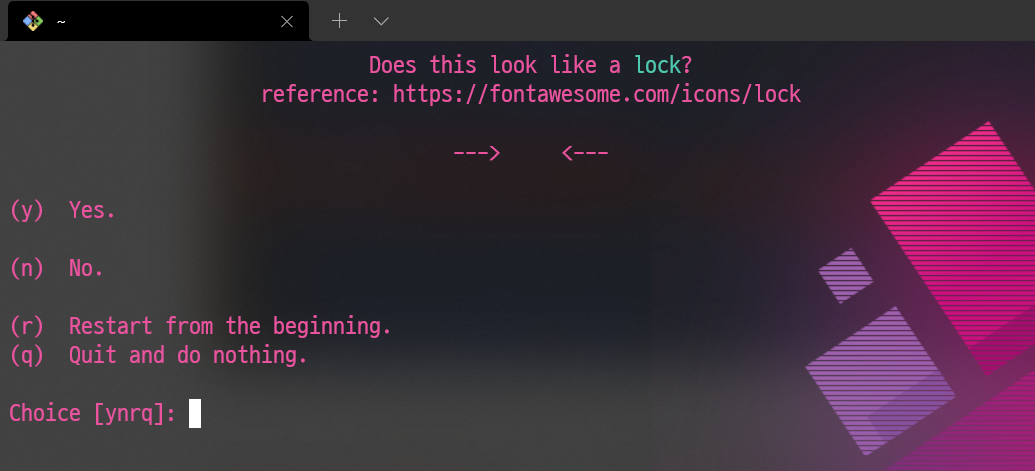 ~
Does this look like a lock?
reference: https://fontawesome.com/icons/lock
---> <---
(y) Yes.
(n) No.
(r) Restart from the beginning.
(q) Quit and do nothing.
Choice [ynrq]: